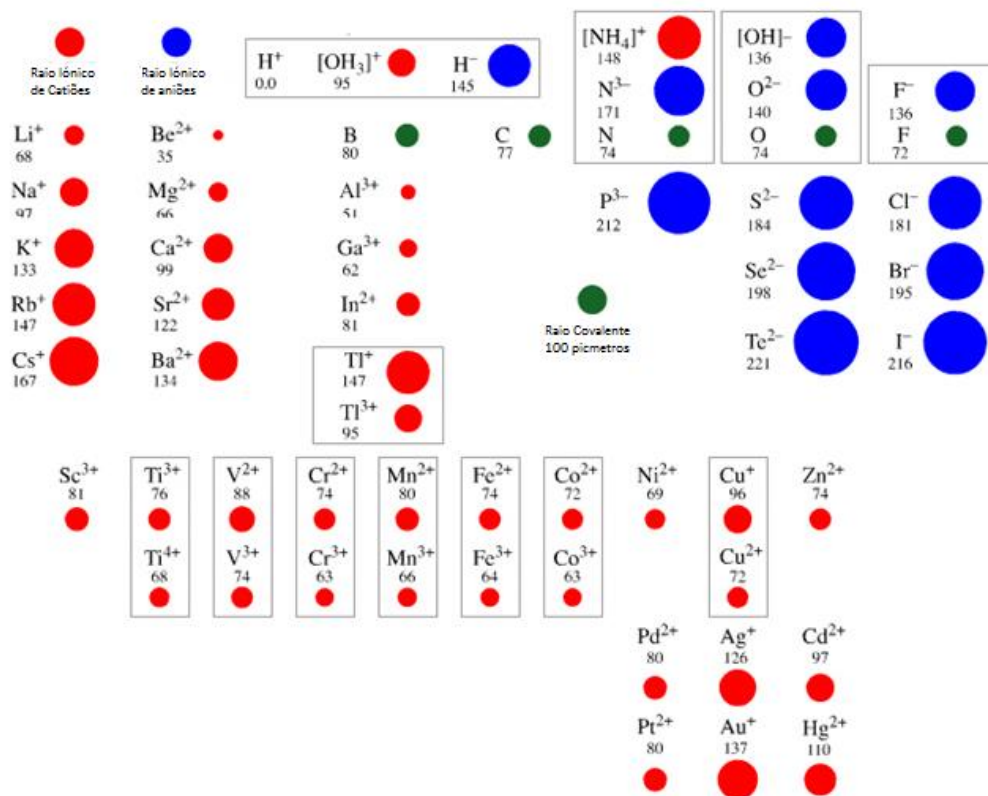 Raio Iónico
de Catiões
Raio Iónico
de aniões
H⁺
0.0
[OH₃]⁺
95
H⁻
145
[NH₄]⁺
148
N³⁻
171
N
74
[OH]-
136
O²⁻
140
O
74
F⁻
136
F
72
Li⁺
68
Be²⁺
35
B
80
C
77
Na⁺
97
Mg²⁺
66
Al³⁺
51
P³⁻
212
S²⁻
184
Cl⁻
181
K⁺
133
Ca²⁺
99
Ga³⁺
62
Se²⁻
198
Br⁻
195
Rb⁺
147
Sr²⁺
122
In²⁺
81
Raio Covalente
100 picmetros
Cs⁺
167
Ba²⁺
134
Tl⁺
147
Tl³⁺
95
Te²⁻
221
I⁻
216
Sc³⁺
81
Ti³⁺
76
V²⁺
88
Cr²⁺
74
Mn²⁺
80
Fe²⁺
74
Co²⁺
72
Ni²⁺
69
Cu⁺
96
Zn²⁺
74
Ti⁴⁺
68
V³⁺
74
Cr³⁺
63
Mn³⁺
66
Fe³⁺
64
Co³⁺
63
Cu²⁺
72
Pd²⁺
80
Ag⁺
126
Cd²⁺
97
Pt²⁺
80
Au⁺
137
Hg²⁺
110